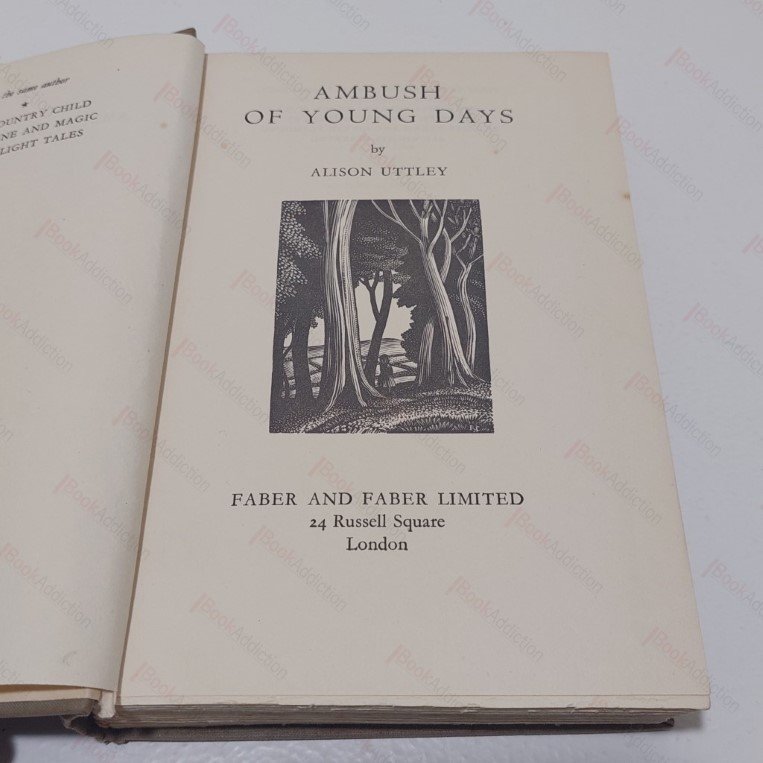 the same author
★
COUNTRY CHILD
AND MAGIC
LIGHT TALES
AMBUSH
OF YOUNG DAYS
by
ALISON UTTLEY
FABER AND FABER LIMITED
24 Russell Square
London
BookAddiction